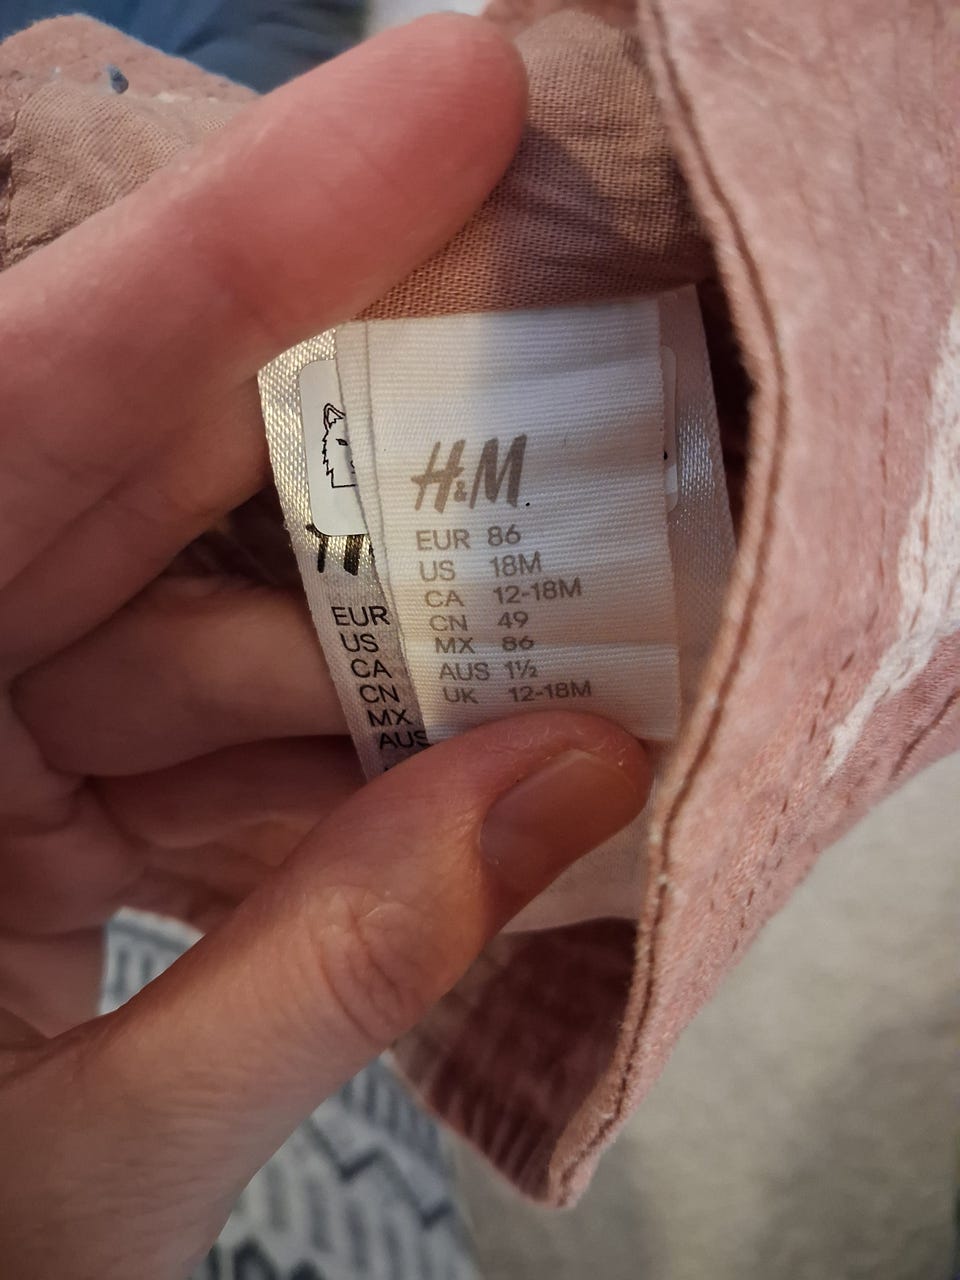 H&M
EUR 86
US 18M
CA 12-18M
CN 49
MX 86
AUS 1½
UK 12-18M
EUR
US
CA
CN
MX
AUS